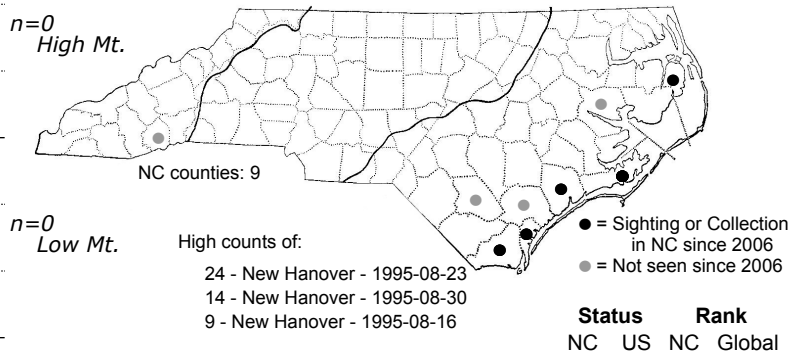 n=0
High Mt.
NC counties: 9
n=0
Low Mt.
High counts of:
24 - New Hanover - 1995-08-23
14 - New Hanover - 1995-08-30
9 - New Hanover - 1995-08-16
= Sighting or Collection
in NC since 2006
= Not seen since 2006
Status Rank
NC US NC Global